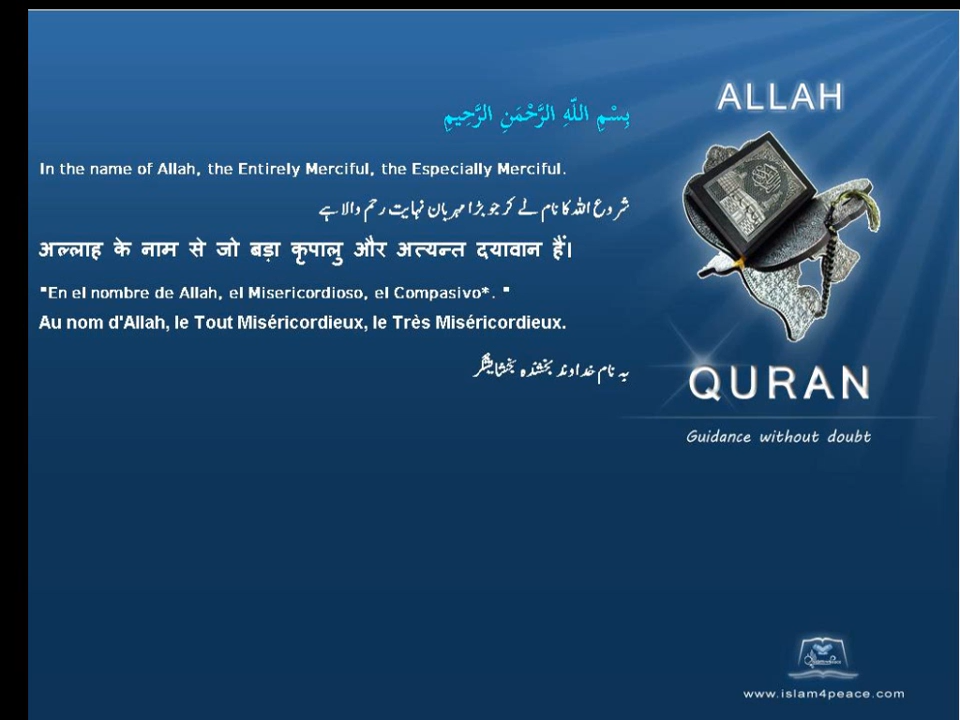 بِسْمِ اللّهِ الرَّحْمَنِ الرَّحِيمِ
In the name of Allah, the Entirely Merciful, the Especially Merciful.
شروع الله کا نام لے کر جو بڑا مہربان نہایت رحم والا ہے
अल्लाह के नाम से जो बड़ा कृपालु और अत्यन्त दयावान हैं।
"En el nombre de Allah, el Misericordioso, el Compasivo*. "
Au nom d'Allah, le Tout Miséricordieux, le Très Miséricordieux.
به نام خداوند بخشنده بخشایشگر
ALLAH
QURAN
Guidance without doubt
www.islam4peace.com